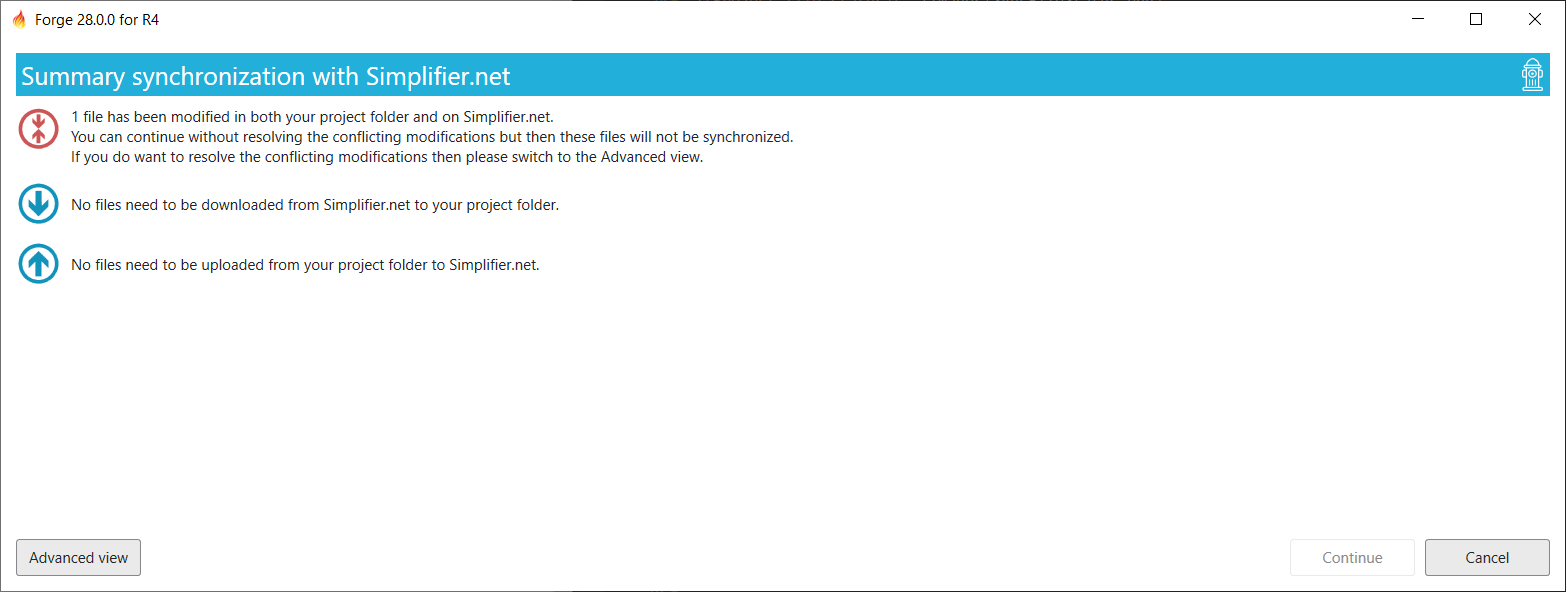 Forge 28.0.0 for R4
Summary synchronization with Simplifier.net
1 file has been modified in both your project folder and on Simplifier.net.
You can continue without resolving the conflicting modifications but then these files will not be synchronized.
If you do want to resolve the conflicting modifications then please switch to the Advanced view.
No files need to be downloaded from Simplifier.net to your project folder.
No files need to be uploaded from your project folder to Simplifier.net.
Advanced view
Continue
Cancel